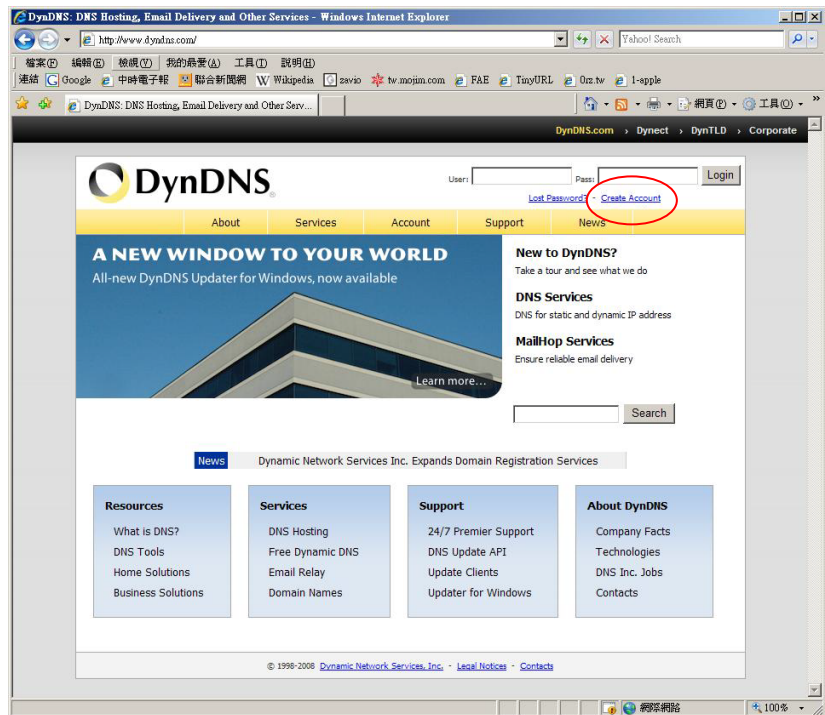 DynDNS: DNS Hosting, Email Delivery and Other Services - Windows Internet Explorer
http://www.dyndns.com/
Yahoo! Search
檔案(F) 編輯(E) 檢視(V) 我的最愛(A) 工具(T) 說明(H)
連結 Google 中時電子報 聯合新聞網 Wikipedia zavio tw.mojim.com FAE TinyURL 0rz.tw 1-apple
DynDNS: DNS Hosting, Email Delivery and Other Serv... 網頁(P) 工具(O) »
DynDNS.com › Dynect › DynTLD › Corporate
DynDNS
User: Pass: Login
Lost Password? - Create Account
About Services Account Support News
A NEW WINDOW TO YOUR WORLD
All-new DynDNS Updater for Windows, now available
Learn more...
New to DynDNS?
Take a tour and see what we do
DNS Services
DNS for static and dynamic IP address
MailHop Services
Ensure reliable email delivery
Search
News Dynamic Network Services Inc. Expands Domain Registration Services
Resources
What is DNS?
DNS Tools
Home Solutions
Business Solutions
Services
DNS Hosting
Free Dynamic DNS
Email Relay
Domain Names
Support
24/7 Premier Support
DNS Update API
Update Clients
Updater for Windows
About DynDNS
Company Facts
Technologies
DNS Inc. Jobs
Contacts
© 1998-2008 Dynamic Network Services, Inc. - Legal Notices - Contacts
網際網路 100%